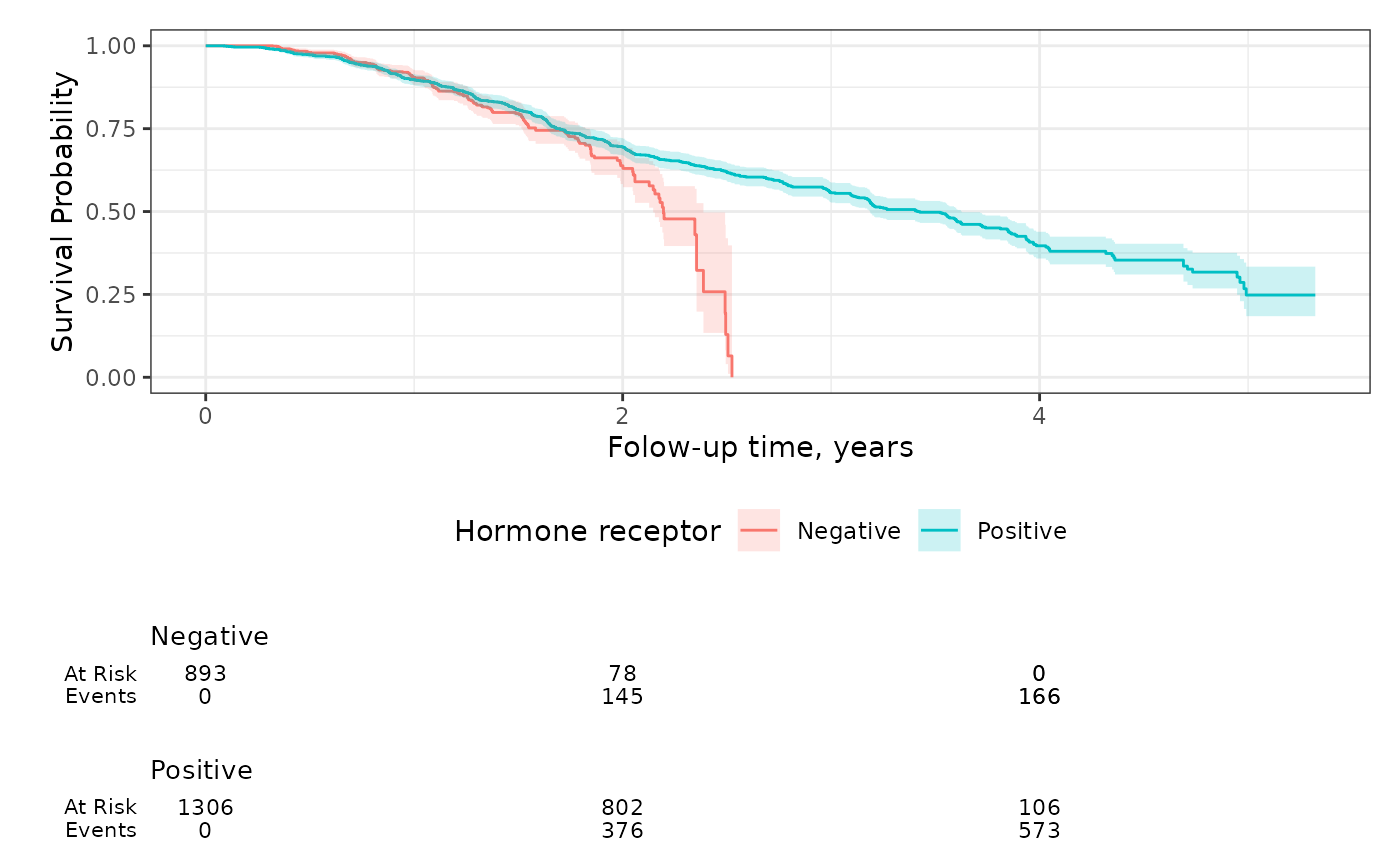 1.00
0.75
0.50
0.25
0.00
Survival Probability
0 2 4
Folow-up time, years
Hormone receptor Negative Positive
Negative
At Risk 893 78 0
Events 0 145 166
Positive
At Risk 1306 802 106
Events 0 376 573